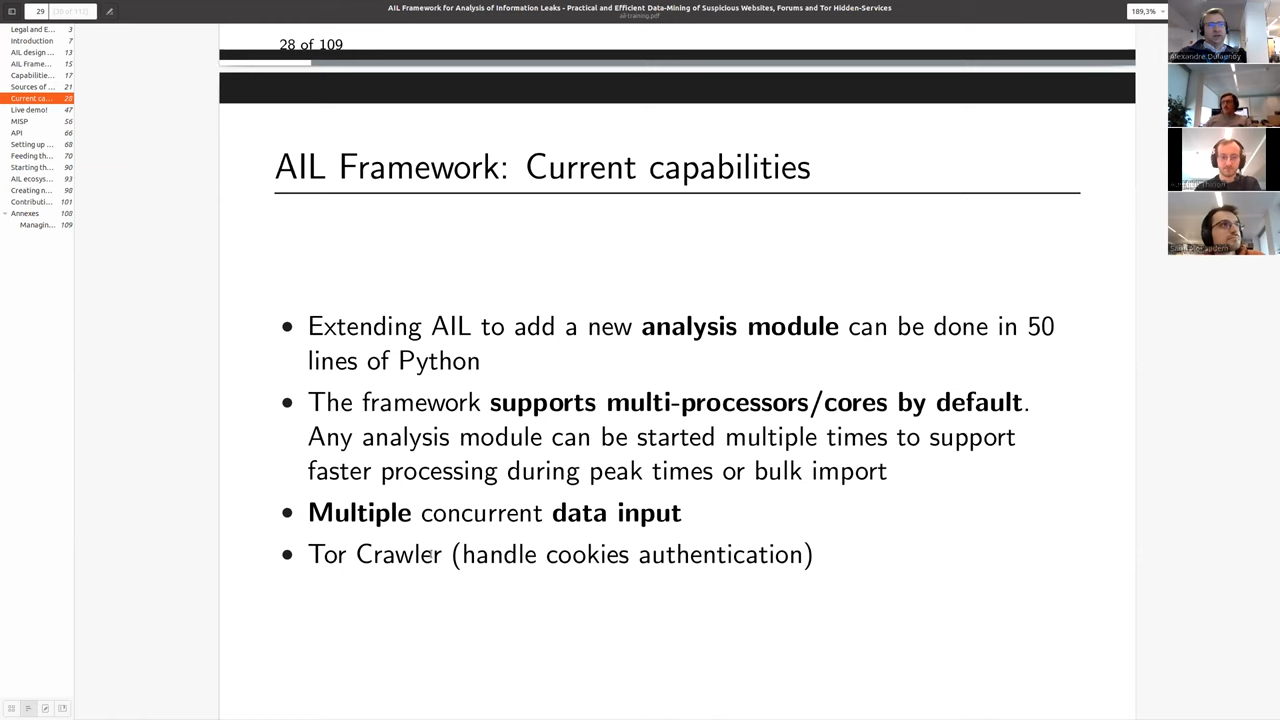 AIL Framework for Analysis of Information Leaks - Practical and Efficient Data-Mining of Suspicious Websites, Forums and Tor Hidden-Services
ail-training.pdf
29 (30 of 112)
189,3%
Legal and E... 3
Introduction 7
AIL design ... 13
AIL Frame... 15
Capabilitie... 17
Sources of ... 21
Current ca... 28
Live demo! 47
MISP 56
API 66
Setting up ... 68
Feeding th... 70
Starting th... 90
AIL ecosys... 93
Creating n... 98
Contributi... 101
Annexes 108
Managin... 109
28 of 109
AIL Framework: Current capabilities
• Extending AIL to add a new analysis module can be done in 50
lines of Python
• The framework supports multi-processors/cores by default.
Any analysis module can be started multiple times to support
faster processing during peak times or bulk import
• Multiple concurrent data input
• Tor Crawler (handle cookies authentication)
Alexandre Dulaunoy